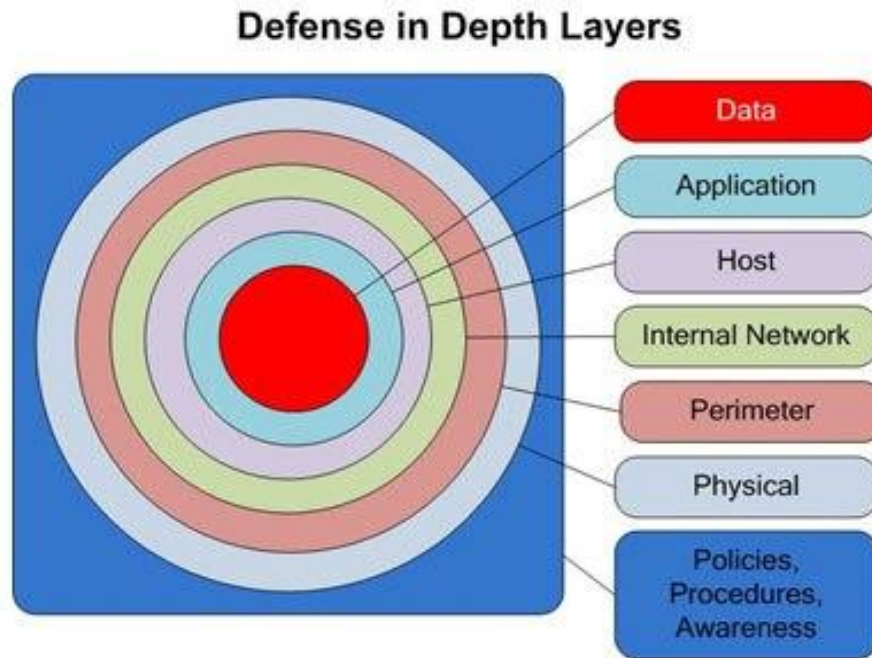 Defense in Depth Layers
Data
Application
Host
Internal Network
Perimeter
Physical
Policies,
Procedures,
Awareness